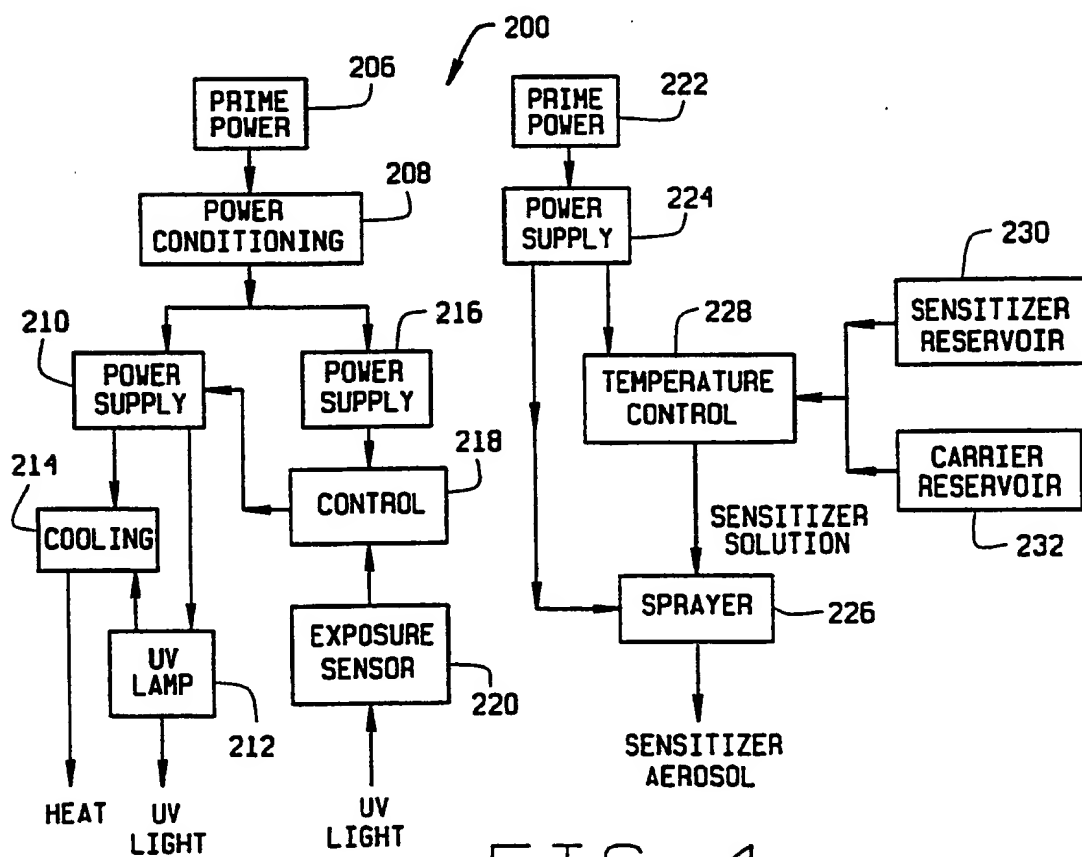 200
206
PRIME
POWER
222
PRIME
POWER
208
POWER
CONDITIONING
POWER
SUPPLY
224
230
SENSITIZER
RESERVOIR
210
POWER
SUPPLY
216
POWER
SUPPLY
228
TEMPERATURE
CONTROL
CARRIER
RESERVOIR
232
214
COOLING
218
CONTROL
SENSITIZER
SOLUTION
SPRAYER
226
UV
LAMP
212
EXPOSURE
SENSOR
220
HEAT
UV
LIGHT
UV
LIGHT
SENSITIZER
AEROSOL